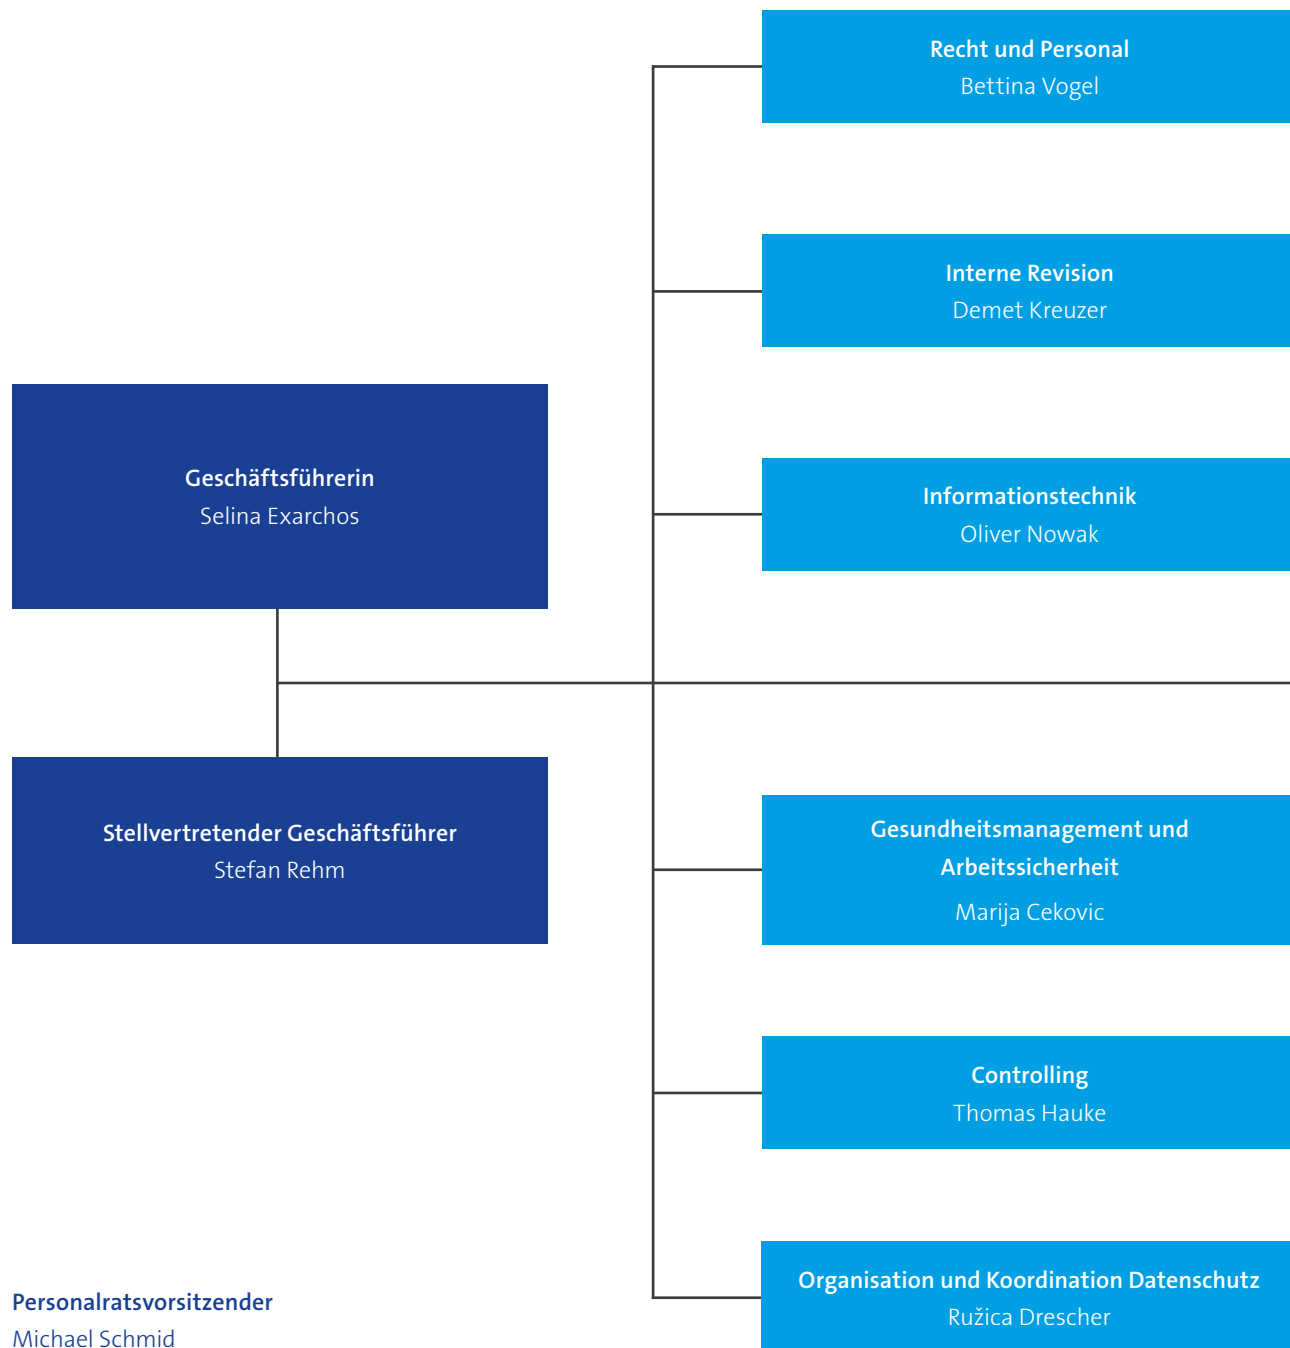 Recht und Personal
Bettina Vogel
Interne Revision
Demet Kreuzer
Geschäftsführerin
Selina Exarchos
Informationstechnik
Oliver Nowak
Stellvertretender Geschäftsführer
Stefan Rehm
Gesundheitsmanagement und
Arbeitssicherheit
Marija Cekovic
Controlling
Thomas Hauke
Organisation und Koordination Datenschutz
Ružica Drescher
Personalratsvorsitzender
Michael Schmid